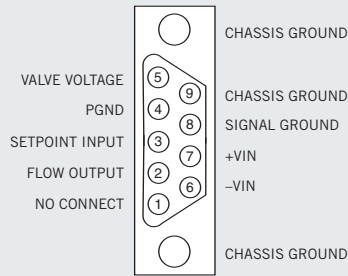 CHASSIS GROUND
VALVE VOLTAGE 5 9 CHASSIS GROUND
PGND 4 8 SIGNAL GROUND
SETPOINT INPUT 3 7 +VIN
FLOW OUTPUT 2 6 –VIN
NO CONNECT 1
CHASSIS GROUND